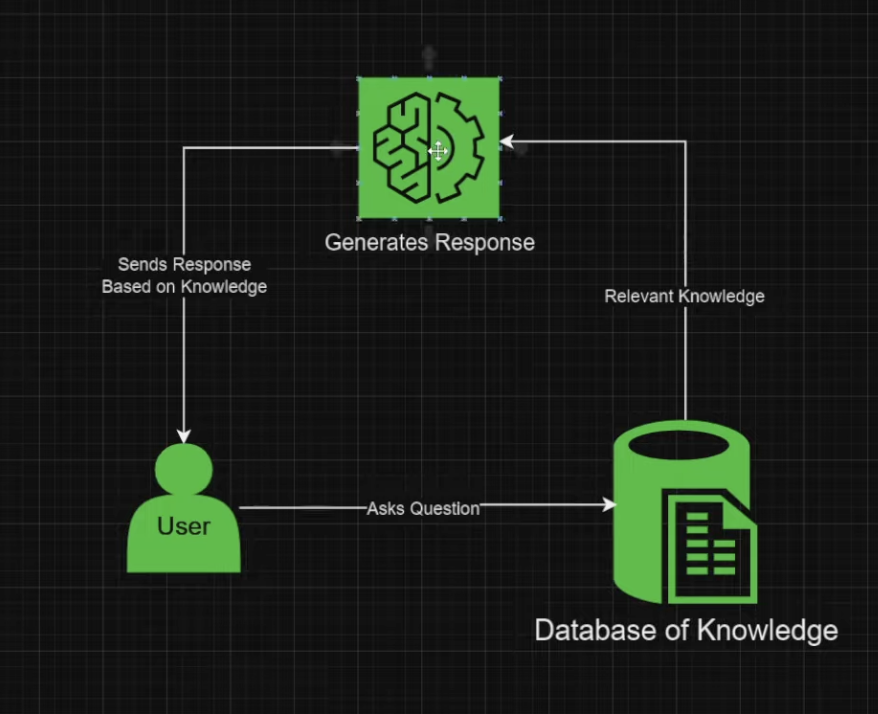 Generates Response
Sends Response
Based on Knowledge
Relevant Knowledge
User
Asks Question
Database of Knowledge